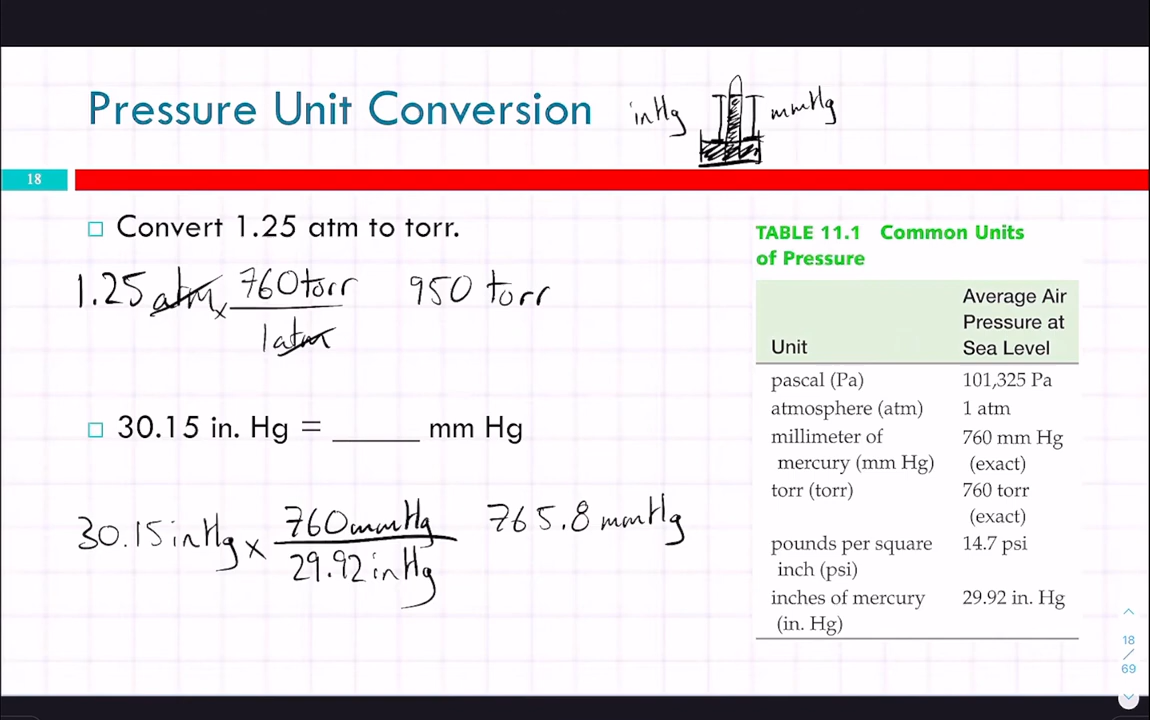 Pressure Unit Conversion
inHg
mmHg
18
Convert 1.25 atm to torr.
1.25 atm x 760 torr
1 atm
950 torr
30.15 in. Hg = _____ mm Hg
30.15 inHg x 760 mmHg
29.92 inHg
765.8 mmHg
TABLE 11.1 Common Units
of Pressure
Unit
Average Air
Pressure at
Sea Level
pascal (Pa) 101,325 Pa
atmosphere (atm) 1 atm
millimeter of 760 mm Hg
mercury (mm Hg) (exact)
torr (torr) 760 torr
(exact)
pounds per square 14.7 psi
inch (psi)
inches of mercury 29.92 in. Hg
(in. Hg)
18
/
69